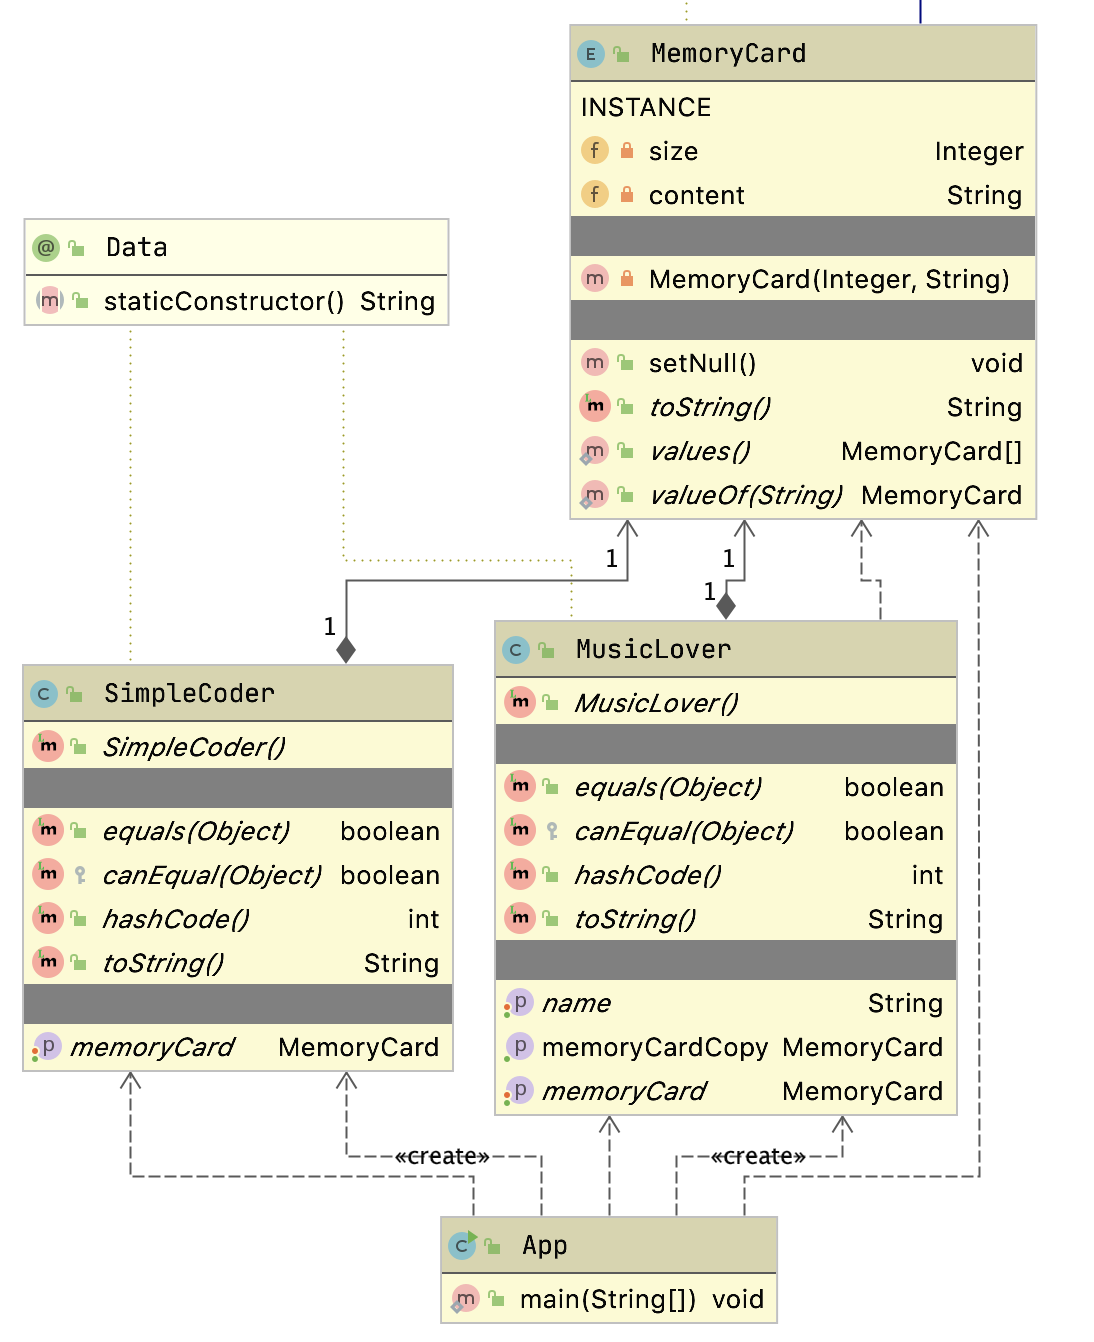 MemoryCard
INSTANCE
size Integer
content String
MemoryCard(Integer, String)
setNull() void
toString() String
values() MemoryCard[]
valueOf(String) MemoryCard
Data
staticConstructor() String
1
1
1
1
SimpleCoder
SimpleCoder()
equals(Object) boolean
canEqual(Object) boolean
hashCode() int
toString() String
memoryCard MemoryCard
MusicLover
MusicLover()
equals(Object) boolean
canEqual(Object) boolean
hashCode() int
toString() String
name String
memoryCardCopy MemoryCard
memoryCard MemoryCard
«create»
«create»
App
main(String[]) void